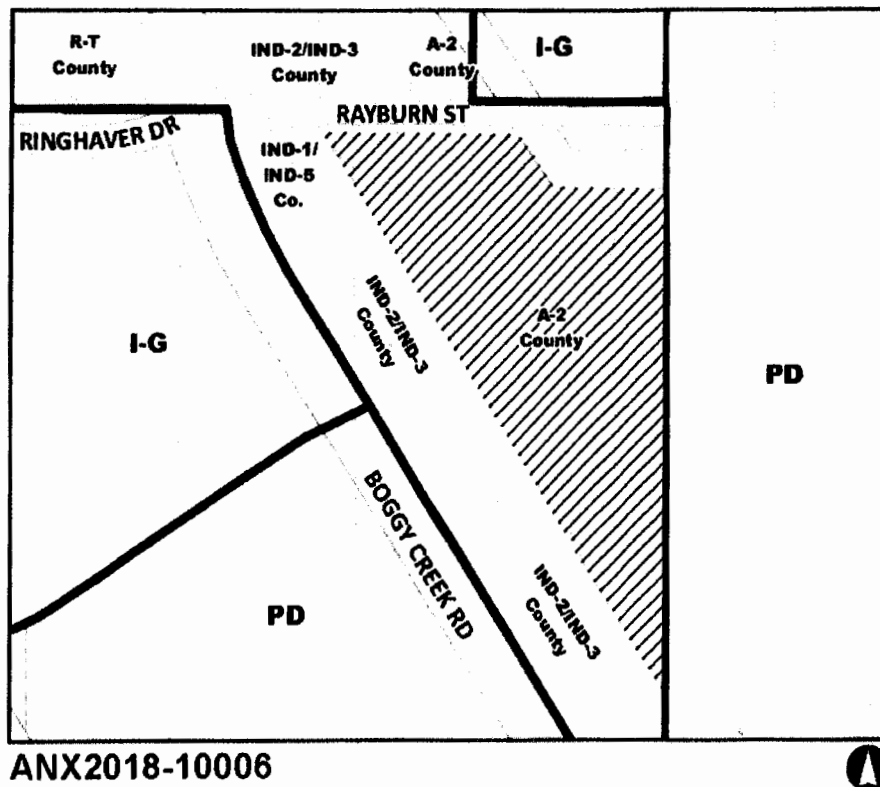 R-T
County
IND-2/IND-3
County
A-2
County
I-G
RINGHAVER DR
RAYBURN ST
IND-1/
IND-5
Co.
IND-2/IND-3
County
A-2
County
I-G
PD
BOGGY CREEK RD
PD
IND-2/IND-3
County
ANX2018-10006